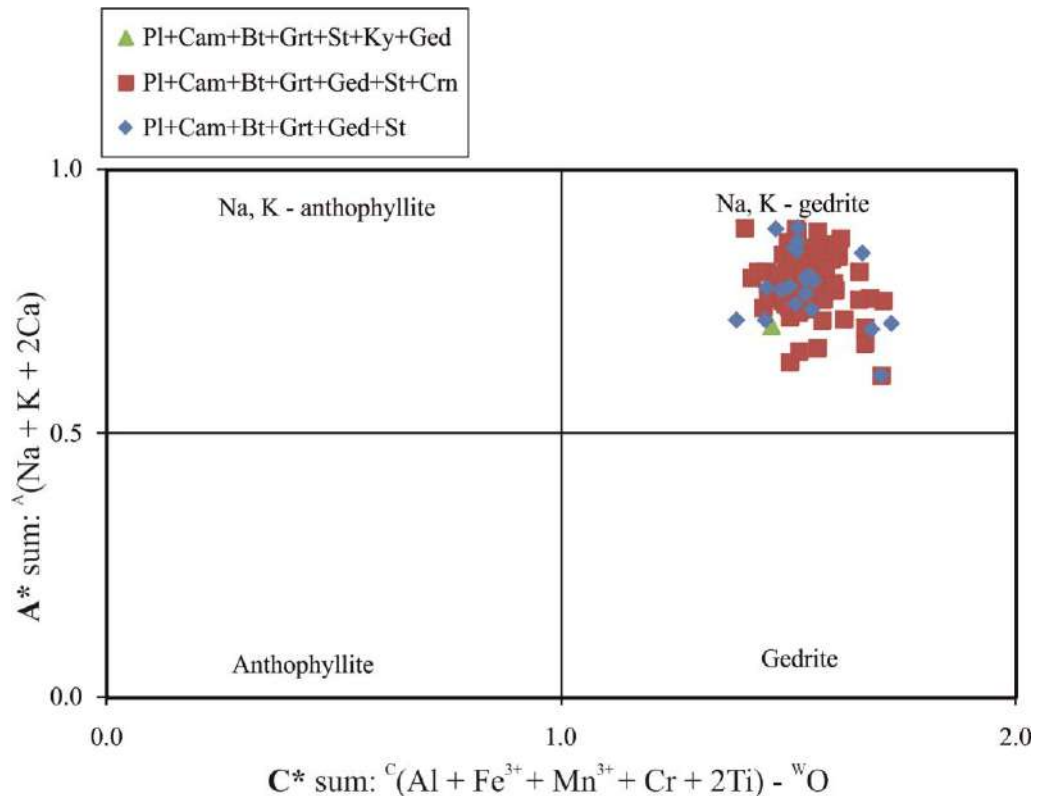 Pl+Cam+Bt+Grt+St+Ky+Ged
Pl+Cam+Bt+Grt+Ged+St+Crn
Pl+Cam+Bt+Grt+Ged+St
1.0
Na, K - anthophyllite
Na, K - gedrite
A* sum: ᴬ(Na + K + 2Ca)
0.5
Anthophyllite
Gedrite
0.0
0.0
1.0
2.0
C* sum: ᶜ(Al + Fe³⁺ + Mn³⁺ + Cr + 2Ti) - ᵂO